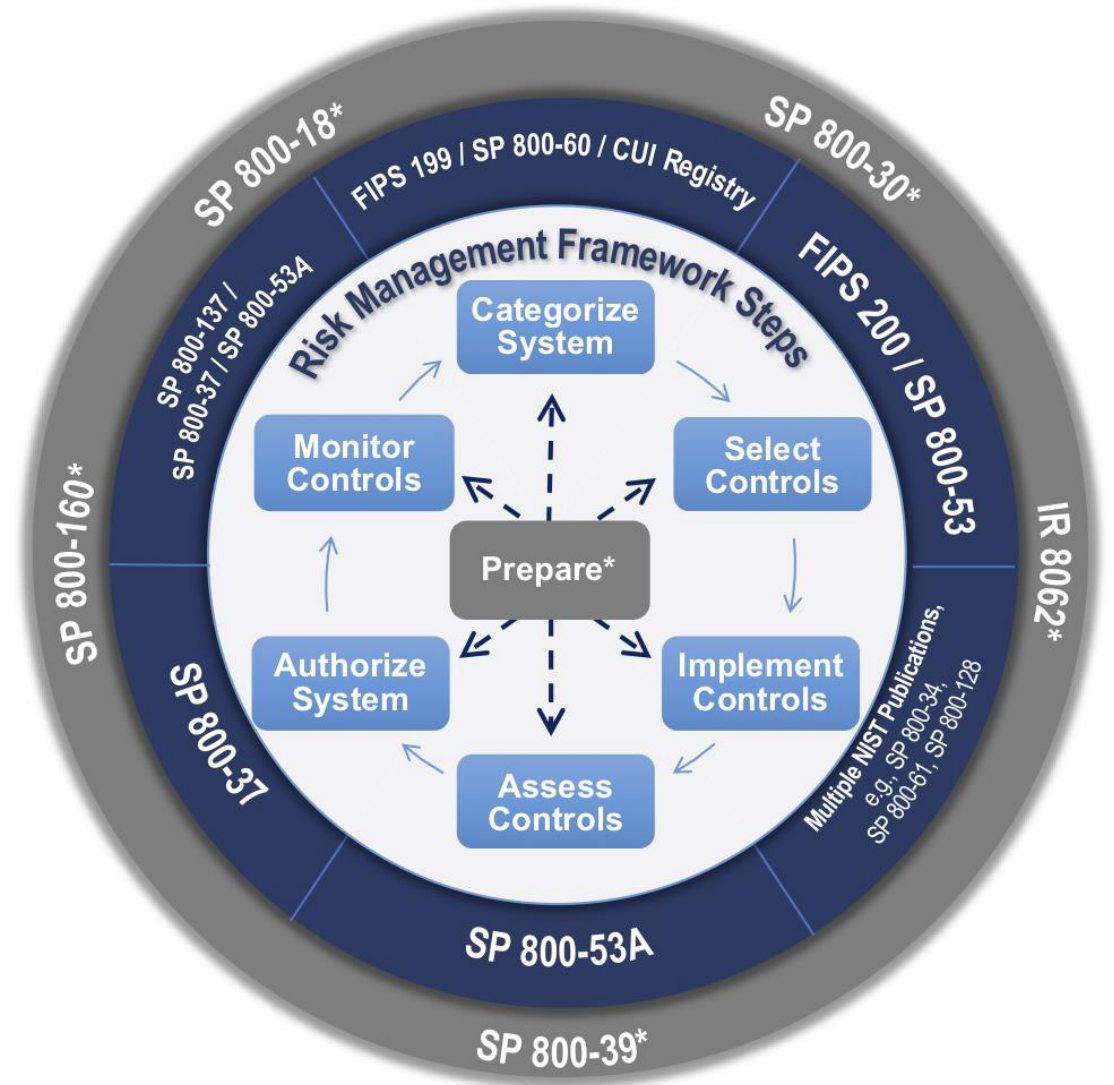 SP 800-18*
SP 800-30*
IR 8062*
SP 800-39*
SP 800-160*
FIPS 199 / SP 800-60 / CUI Registry
FIPS 200 / SP 800-53
Multiple NIST Publications,
e.g., SP 800-34,
SP 800-61, SP 800-128
SP 800-53A
SP 800-37
SP 800-137 /
SP 800-37 / SP 800-53A
Risk Management Framework Steps
Categorize
System
Select
Controls
Implement
Controls
Assess
Controls
Authorize
System
Monitor
Controls
Prepare*